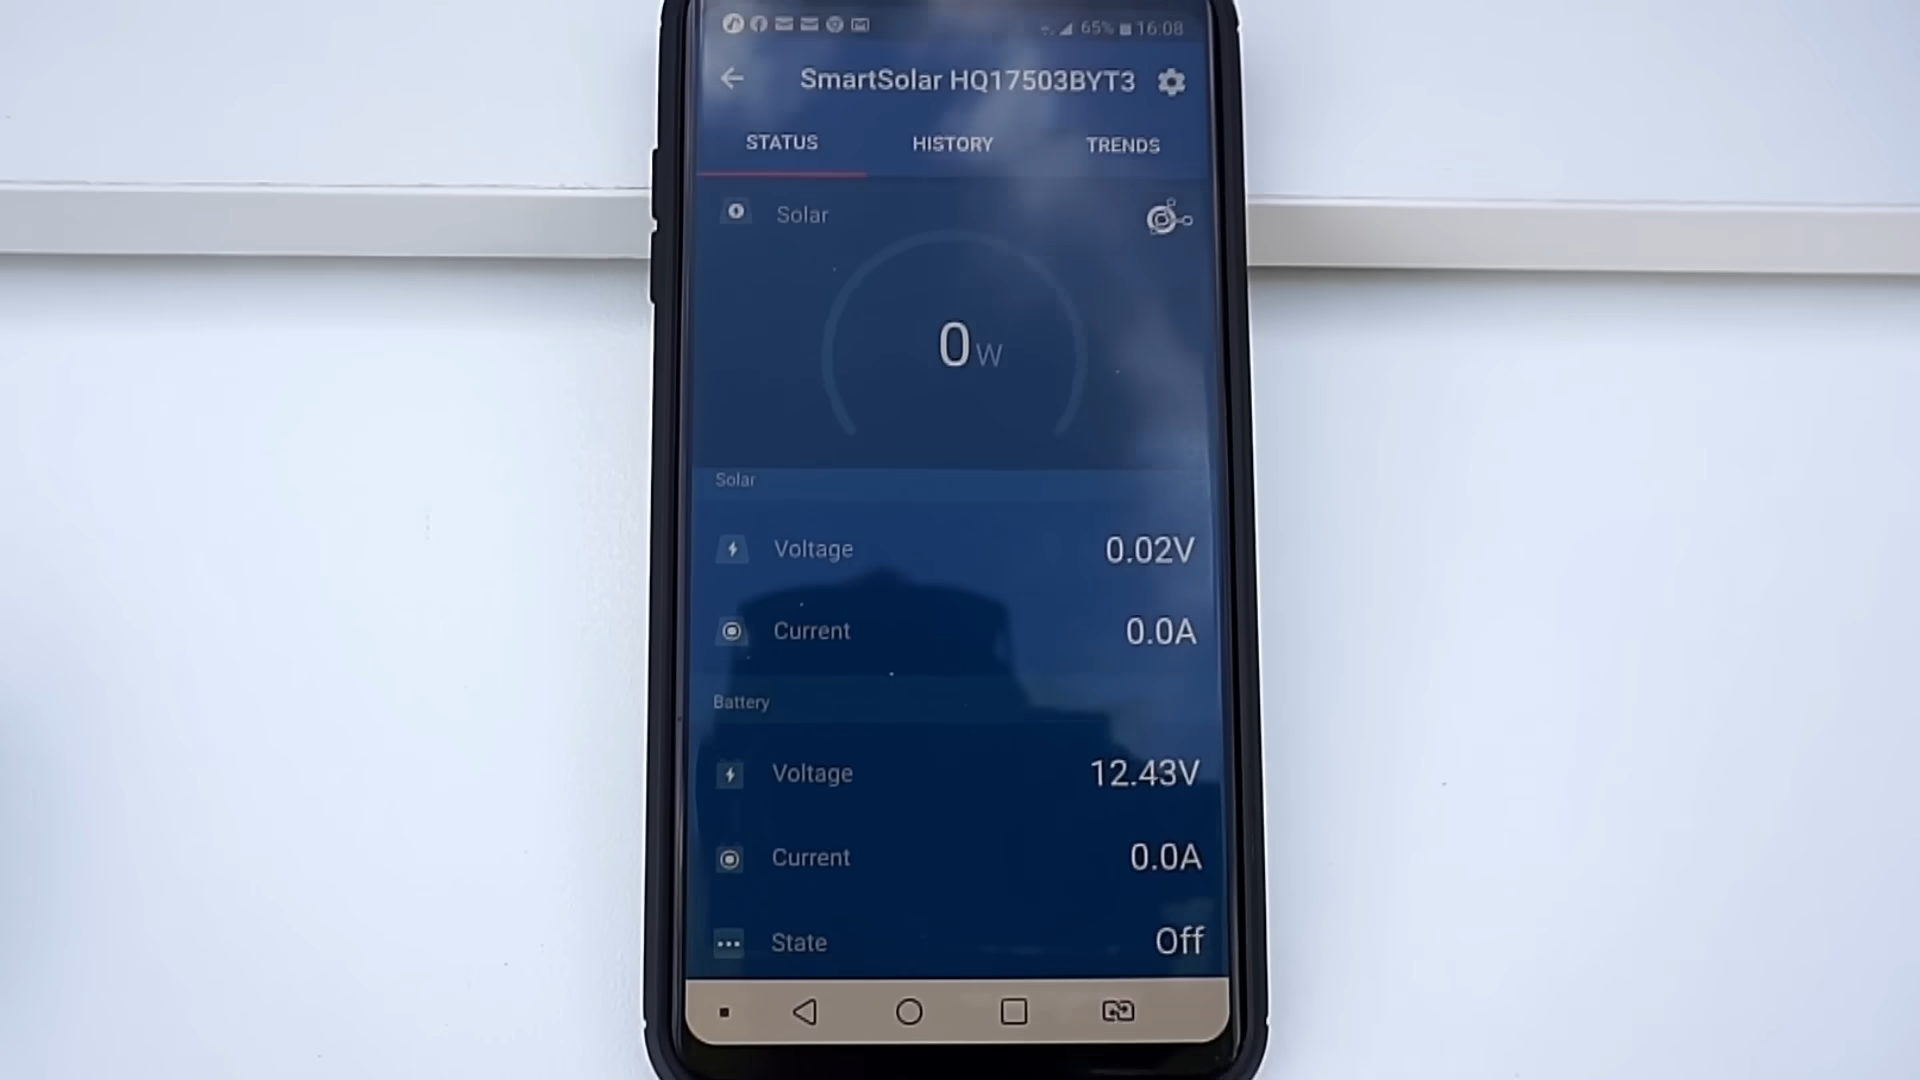 65% 16:08
SmartSolar HQ17503BYT3
STATUS HISTORY TRENDS
Solar
0W
Solar
Voltage 0.02V
Current 0.0A
Battery
Voltage 12.43V
Current 0.0A
State Off